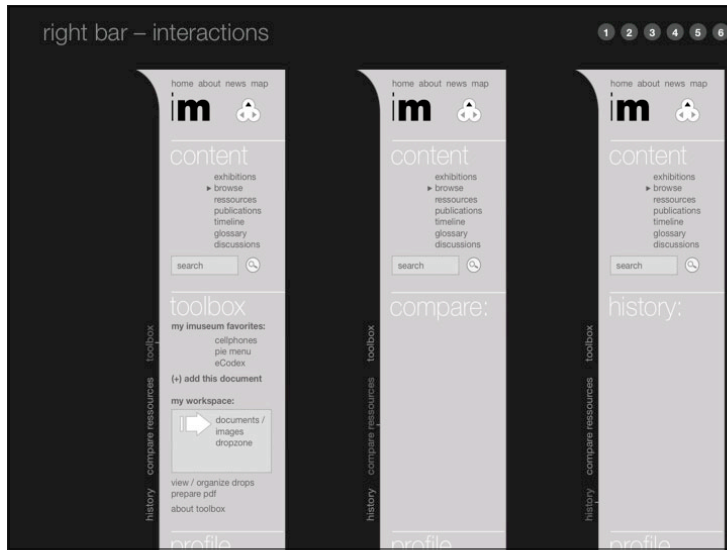 right bar – interactions
1 2 3 4 5 6
home about news map
im
content
exhibitions
browse
ressources
publications
timeline
glossary
discussions
search
toolbox
my imuseum favorites:
cellphones
pie menu
eCodex
(+) add this document
my workspace:
documents /
images
dropzone
view / organize drops
prepare pdf
about toolbox
profile
toolbox
compare ressources
history
home about news map
im
content
exhibitions
browse
ressources
publications
timeline
glossary
discussions
search
compare:
profile
toolbox
compare ressources
history
home about news map
im
content
exhibitions
browse
ressources
publications
timeline
glossary
discussions
search
history:
profile
toolbox
compare ressources
history